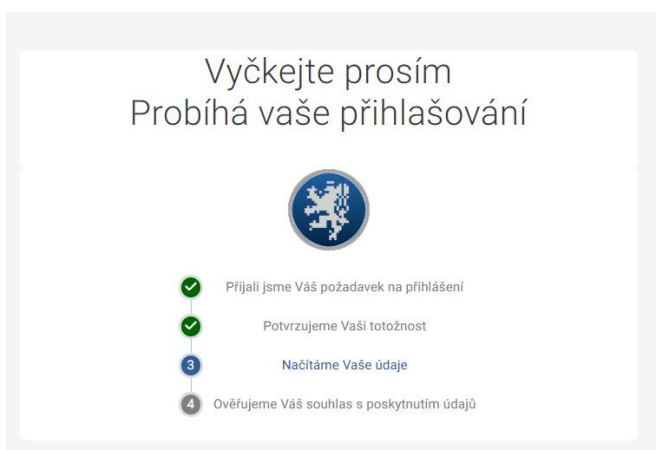 Vyčkejte prosím
Probíhá vaše přihlašování
Přijali jsme Váš požadavek na přihlášení
Potvrzujeme Vaši totožnost
3 Načítáme Vaše údaje
4 Ověřujeme Váš souhlas s poskytnutím údajů